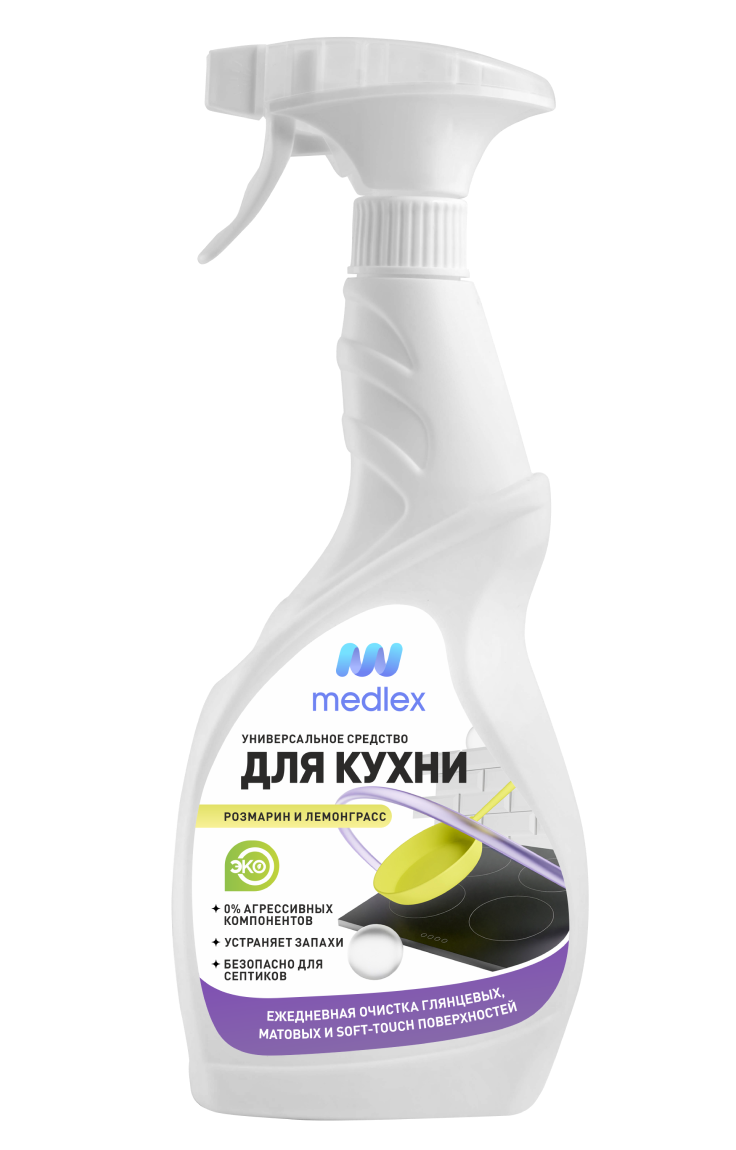 medlex
УНИВЕРСАЛЬНОЕ СРЕДСТВО
ДЛЯ КУХНИ
РОЗМАРИН И ЛЕМОНГРАСС
ЭКО
0% АГРЕССИВНЫХ
КОМПОНЕНТОВ
УСТРАНЯЕТ ЗАПАХИ
БЕЗОПАСНО ДЛЯ
СЕПТИКОВ
ЕЖЕДНЕВНАЯ ОЧИСТКА ГЛЯНЦЕВЫХ,
МАТОВЫХ И SOFT-TOUCH ПОВЕРХНОСТЕЙ